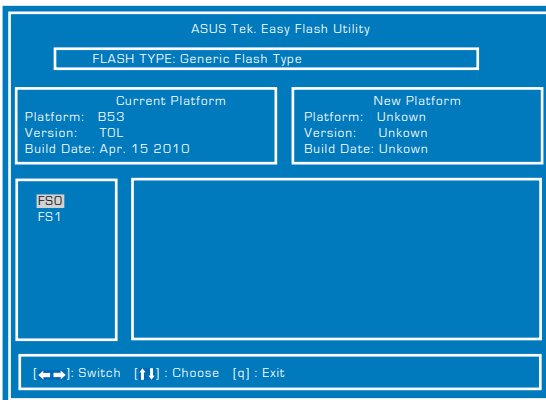 ASUS Tek. Easy Flash Utility
FLASH TYPE: Generic Flash Type
Current Platform
Platform: B53
Version: TOL
Build Date: Apr. 15 2010
New Platform
Platform: Unkown
Version: Unkown
Build Date: Unkown
FS0
FS1
[←→]: Switch [↑↓] : Choose [q] : Exit